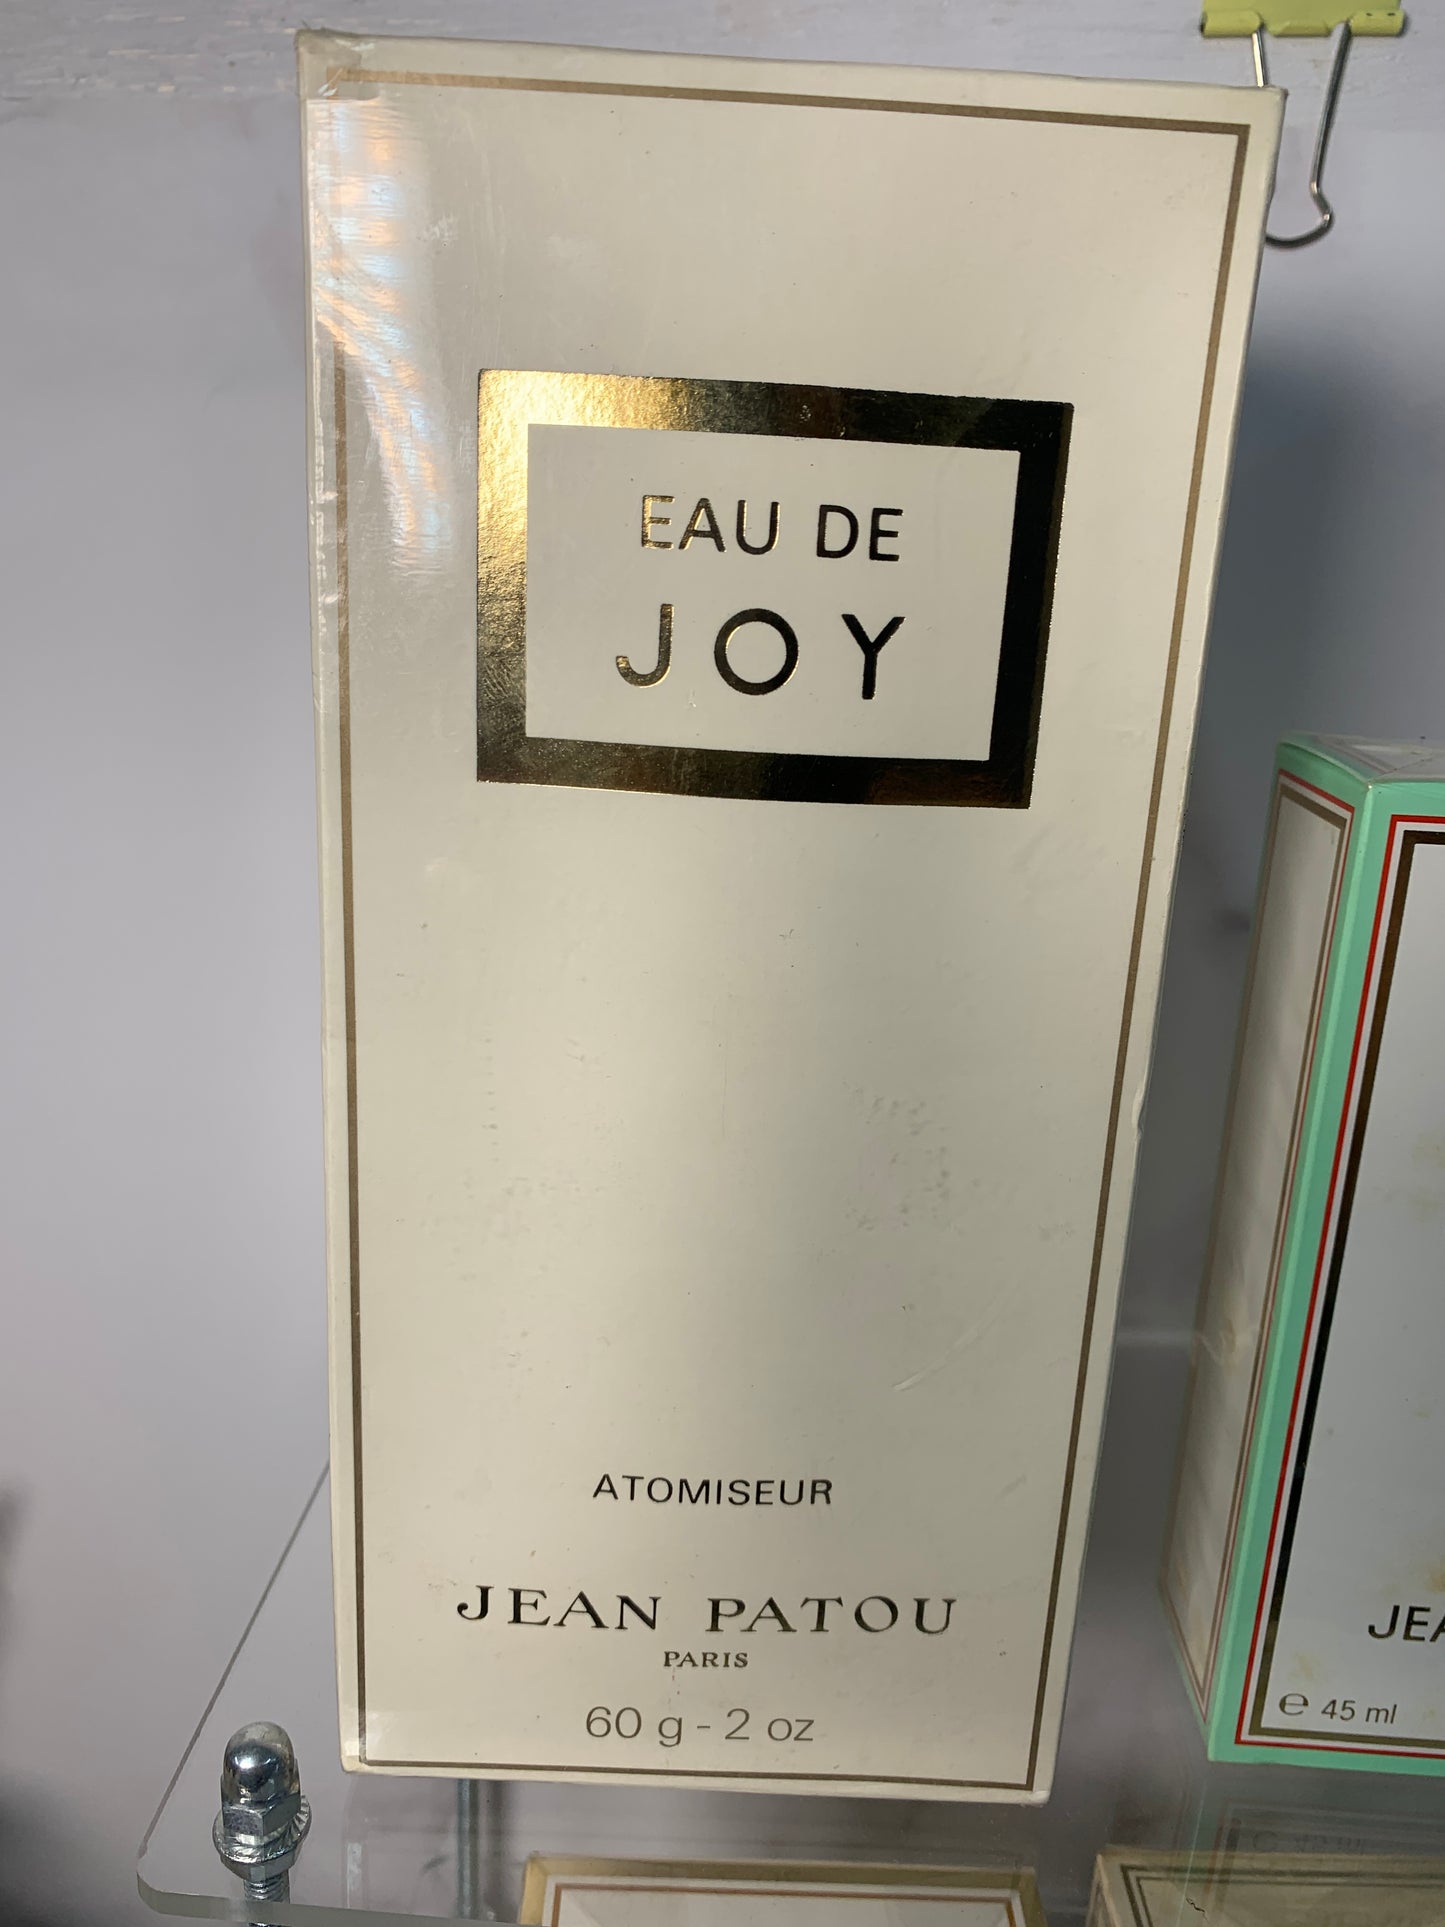 EAU DE
JOY
ATOMISEUR
JEAN PATOU
PARIS
60 g - 2 oz
℮ 45 ml